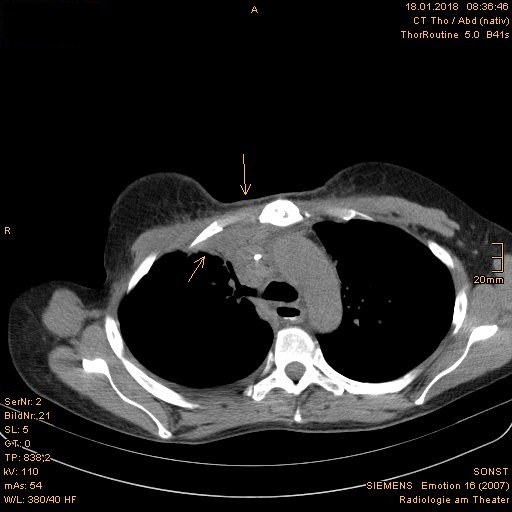 18.01.2018 08:36:46
A
CT Tho / Abd (nativ)
ThorRoutine 5.0 B41s
R
20mm
SerNr: 2
BildNr: 21
SL: 5
GT: 0
TP: 838,2
kV: 110
mAs: 54
W/L: 380/40 HF
SONST
SIEMENS Emotion 16 (2007)
Radiologie am Theater